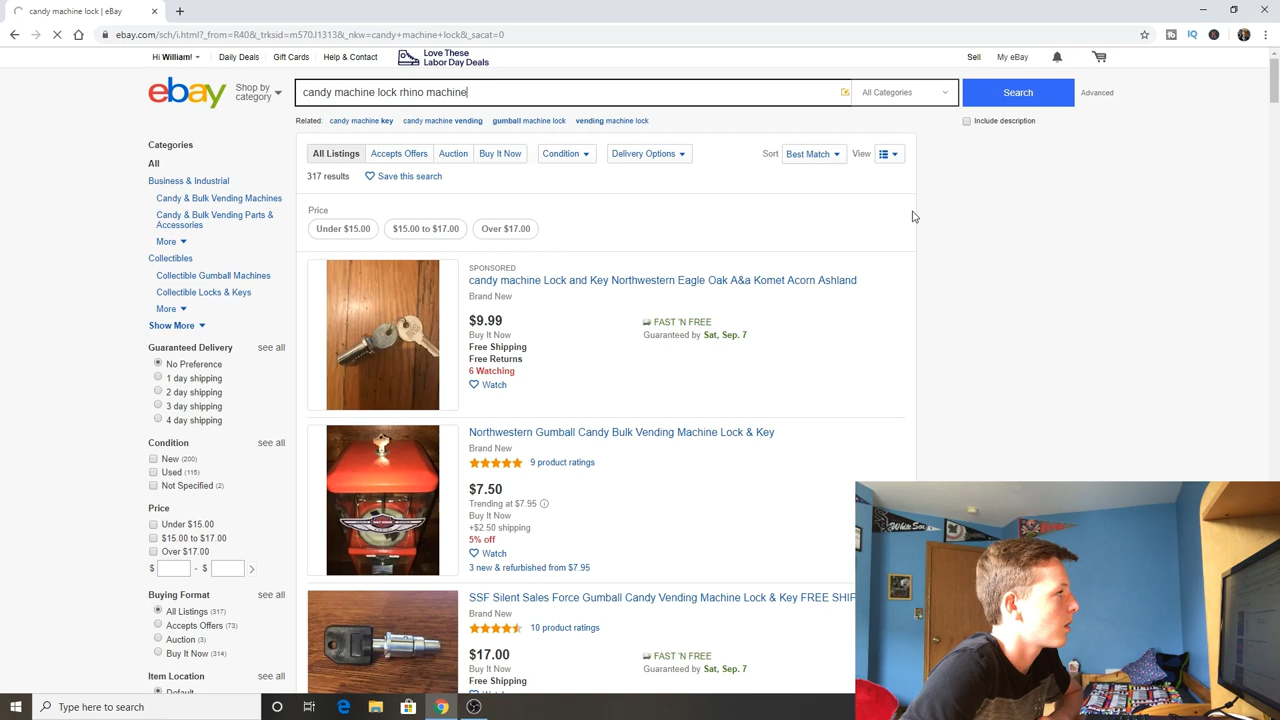 candy machine lock | eBay
ebay.com/sch/i.html?_from=R40&_trksid=m570.l1313&_nkw=candy+machine+lock&_sacat=0
Hi William!
Daily Deals
Gift Cards
Help & Contact
Love These
Labor Day Deals
Sell
My eBay
ebay
Shop by
category
candy machine lock rhino machine
All Categories
Search
Advanced
Related:
candy machine key
candy machine vending
gumball machine lock
vending machine lock
Include description
Categories
All
Business & Industrial
Candy & Bulk Vending Machines
Candy & Bulk Vending Parts &
Accessories
More
Collectibles
Collectible Gumball Machines
Collectible Locks & Keys
More
Show More
Guaranteed Delivery
see all
No Preference
1 day shipping
2 day shipping
3 day shipping
4 day shipping
Condition
see all
New (200)
Used (115)
Not Specified (2)
Price
Under $15.00
$15.00 to $17.00
Over $17.00
$ - $
Buying Format
see all
All Listings (317)
Accepts Offers (73)
Auction (3)
Buy It Now (314)
Item Location
see all
Default
All Listings
Accepts Offers
Auction
Buy It Now
Condition
Delivery Options
Sort
Best Match
View
317 results
Save this search
Price
Under $15.00
$15.00 to $17.00
Over $17.00
SPONSORED
candy machine Lock and Key Northwestern Eagle Oak A&a Komet Acorn Ashland
Brand New
$9.99
Buy It Now
Free Shipping
Free Returns
6 Watching
Watch
FAST 'N FREE
Guaranteed by Sat, Sep. 7
Northwestern Gumball Candy Bulk Vending Machine Lock & Key
Brand New
9 product ratings
$7.50
Trending at $7.95
Buy It Now
+$2.50 shipping
5% off
Watch
3 new & refurbished from $7.95
SSF Silent Sales Force Gumball Candy Vending Machine Lock & Key FREE SHIP
Brand New
10 product ratings
$17.00
Buy It Now
Free Shipping
FAST 'N FREE
Guaranteed by Sat, Sep. 7
White Sox
Type here to search